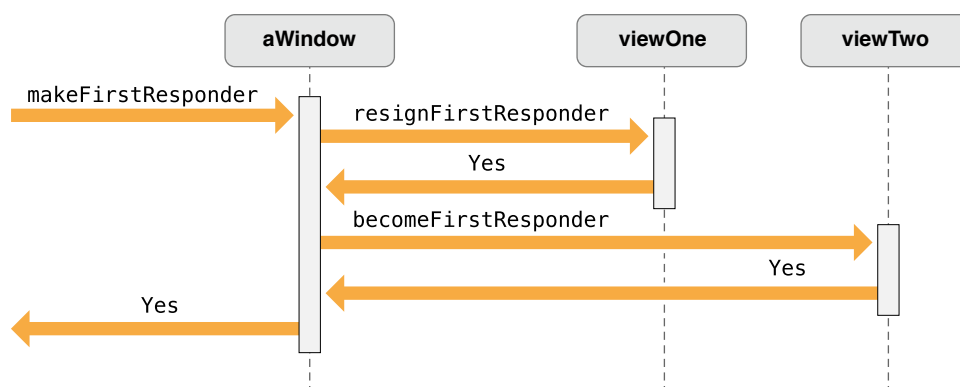 aWindow
viewOne
viewTwo
makeFirstResponder
resignFirstResponder
Yes
becomeFirstResponder
Yes
Yes